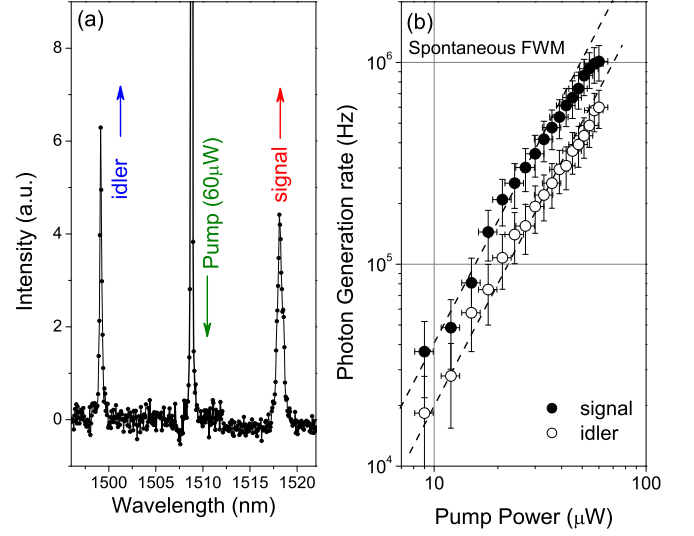 (a)
8
6
4
2
0
Intensity (a.u.)
idler
Pump (60μW)
signal
1500
1505
1510
1515
1520
Wavelength (nm)
(b)
Spontaneous FWM
10⁶
10⁵
10⁴
Photon Generation rate (Hz)
signal
idler
10
100
Pump Power (μW)